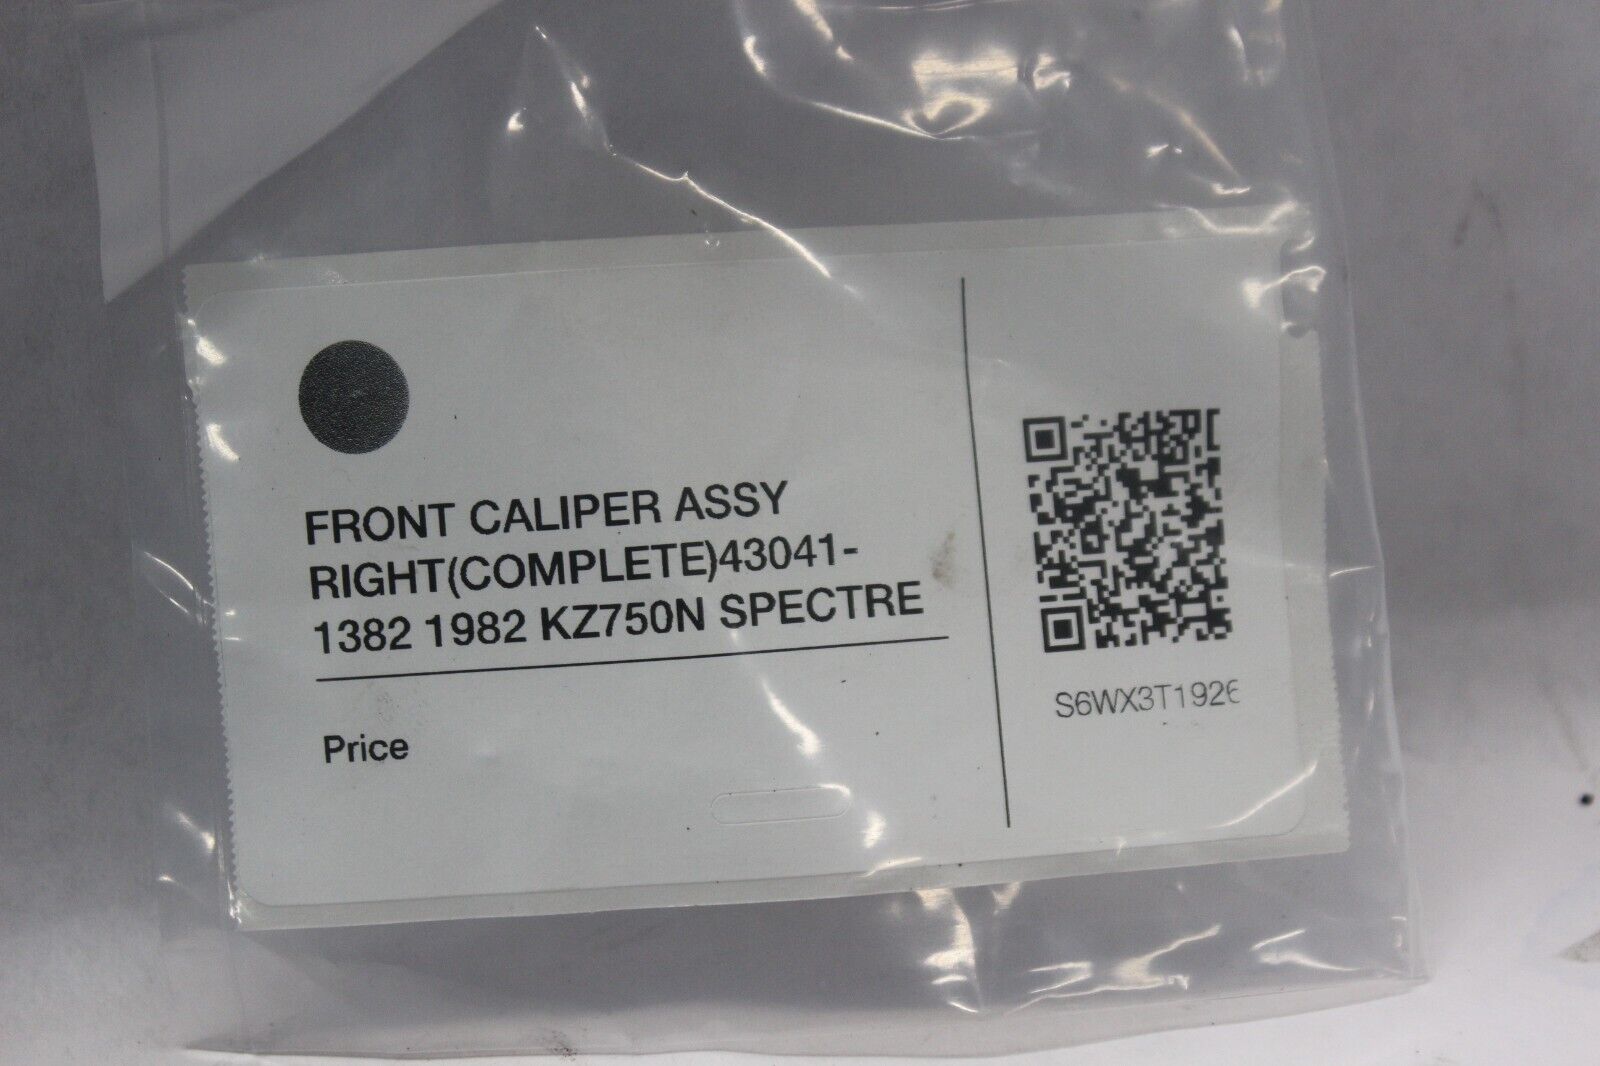 FRONT CALIPER ASSY
RIGHT(COMPLETE)43041-
1382 1982 KZ750N SPECTRE
Price
S6WX3T1926